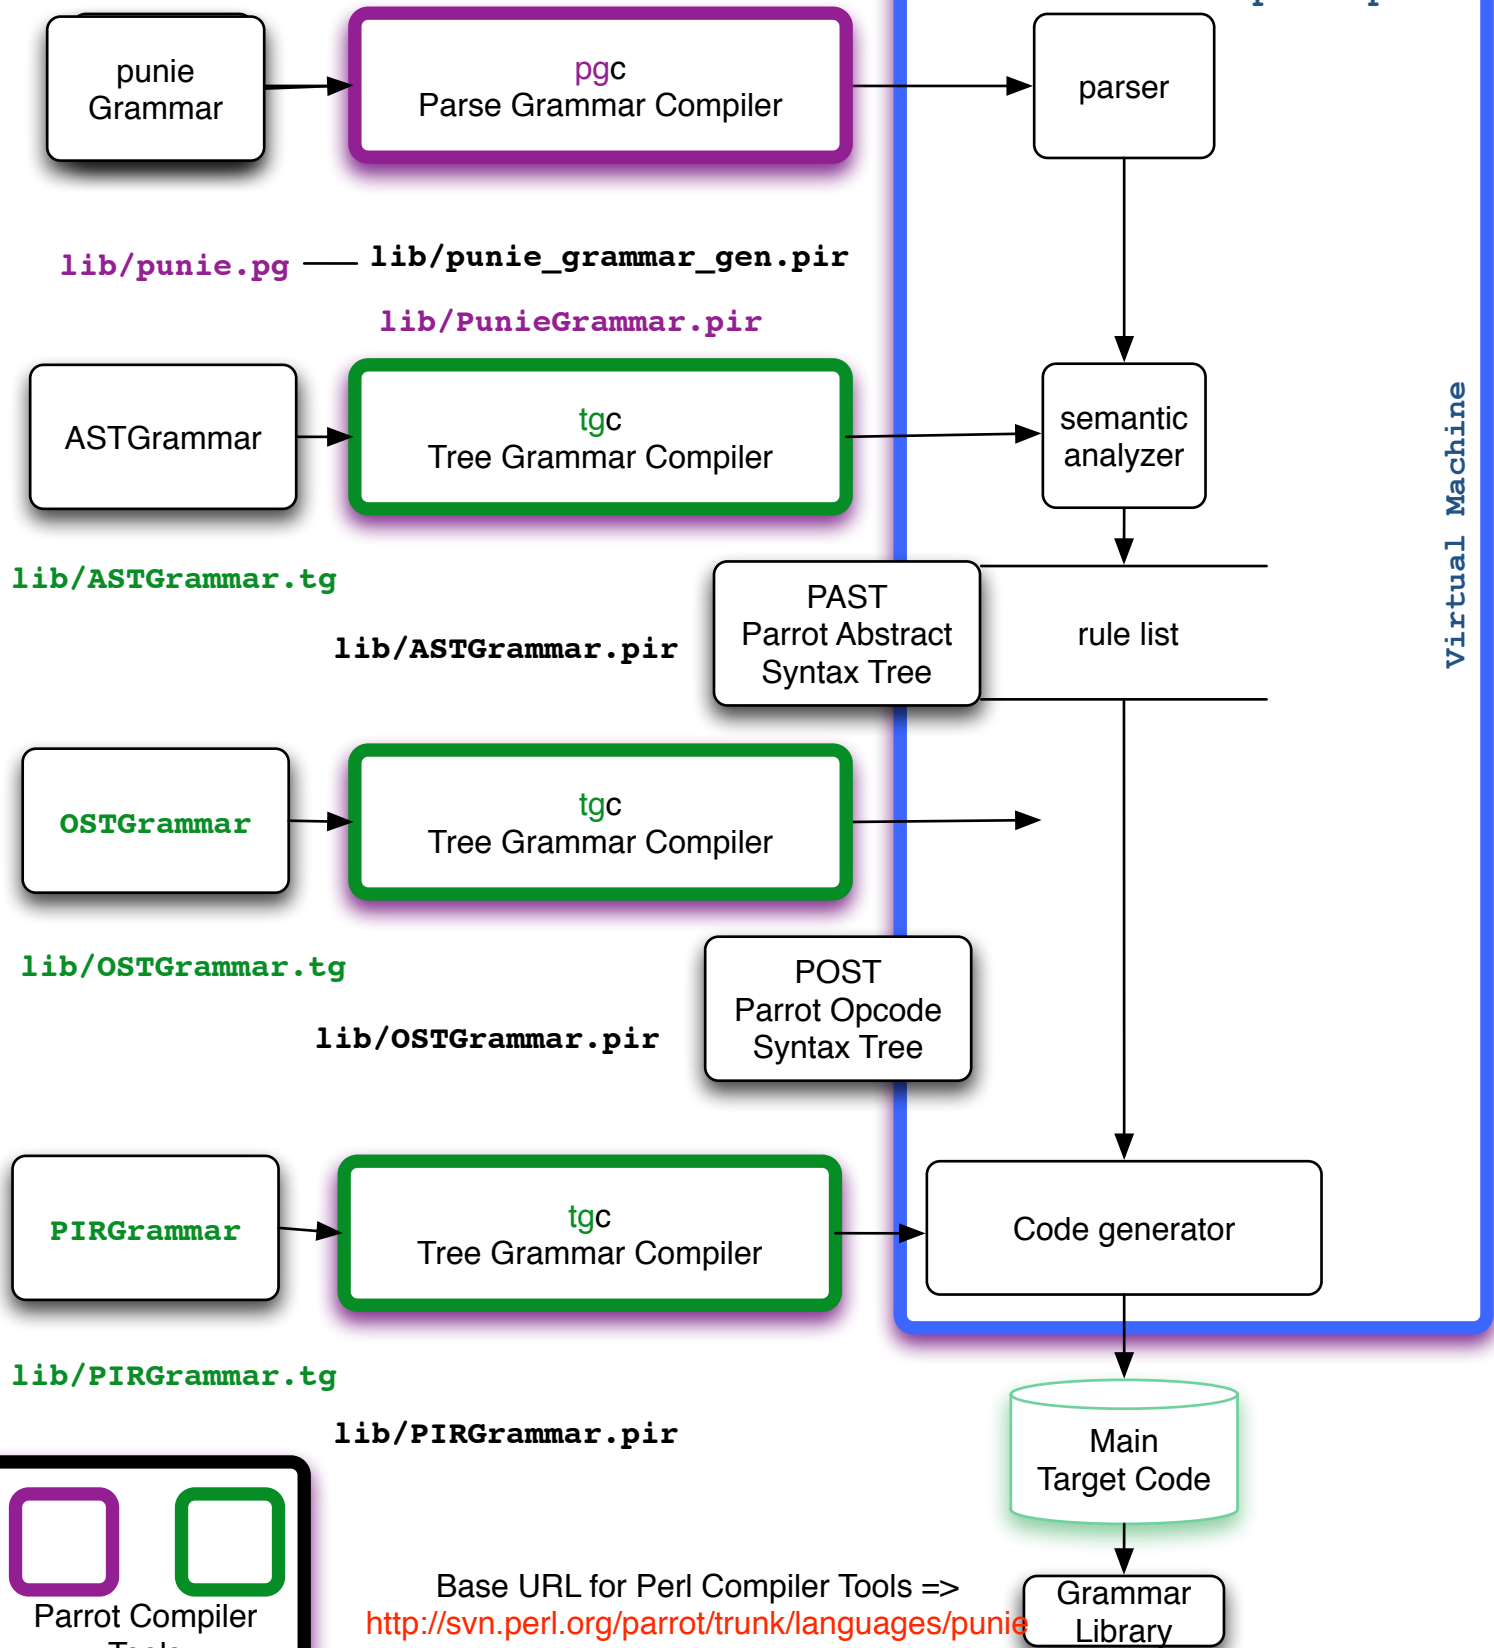 punie
Grammar
pgc
Parse Grammar Compiler
parser
lib/punie.pg
lib/punie_grammar_gen.pir
lib/PunieGrammar.pir
ASTGrammar
tgc
Tree Grammar Compiler
semantic
analyzer
Virtual Machine
lib/ASTGrammar.tg
lib/ASTGrammar.pir
PAST
Parrot Abstract
Syntax Tree
rule list
OSTGrammar
tgc
Tree Grammar Compiler
lib/OSTGrammar.tg
lib/OSTGrammar.pir
POST
Parrot Opcode
Syntax Tree
PIRGrammar
tgc
Tree Grammar Compiler
Code generator
lib/PIRGrammar.tg
lib/PIRGrammar.pir
Main
Target Code
Parrot Compiler
Tools
Base URL for Perl Compiler Tools =>
http://svn.perl.org/parrot/trunk/languages/punie
Grammar
Library